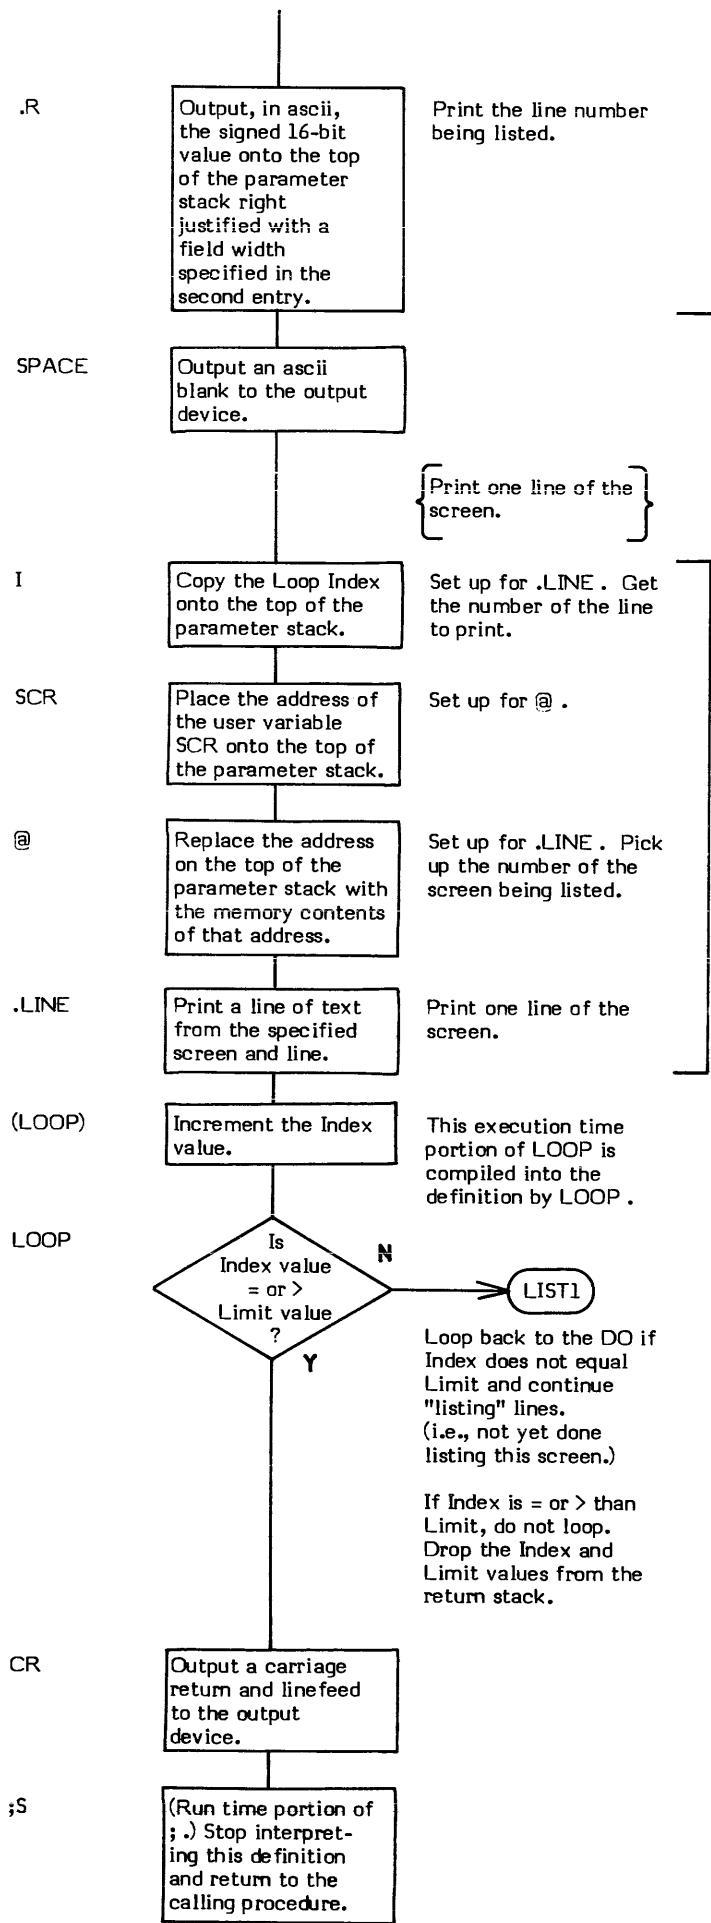 .R
Output, in ascii,
the signed 16-bit
value onto the top
of the parameter
stack right
justified with a
field width
specified in the
second entry.
Print the line number
being listed.
SPACE
Output an ascii
blank to the output
device.
Print one line of the
screen.
I
Copy the Loop Index
onto the top of the
parameter stack.
Set up for .LINE . Get
the number of the line
to print.
SCR
Place the address of
the user variable
SCR onto the top of
the parameter stack.
Set up for @ .
@
Replace the address
on the top of the
parameter stack with
the memory contents
of that address.
Set up for .LINE . Pick
up the number of the
screen being listed.
.LINE
Print a line of text
from the specified
screen and line.
Print one line of the
screen.
(LOOP)
Increment the Index
value.
This execution time
portion of LOOP is
compiled into the
definition by LOOP .
LOOP
Is
Index value
= or >
Limit value
?
N
LIST1
Y
Loop back to the DO if
Index does not equal
Limit and continue
"listing" lines.
(i.e., not yet done
listing this screen.)
If Index is = or > than
Limit, do not loop.
Drop the Index and
Limit values from the
return stack.
CR
Output a carriage
return and linefeed
to the output
device.
;S
(Run time portion of
; .) Stop interpret-
ing this definition
and return to the
calling procedure.